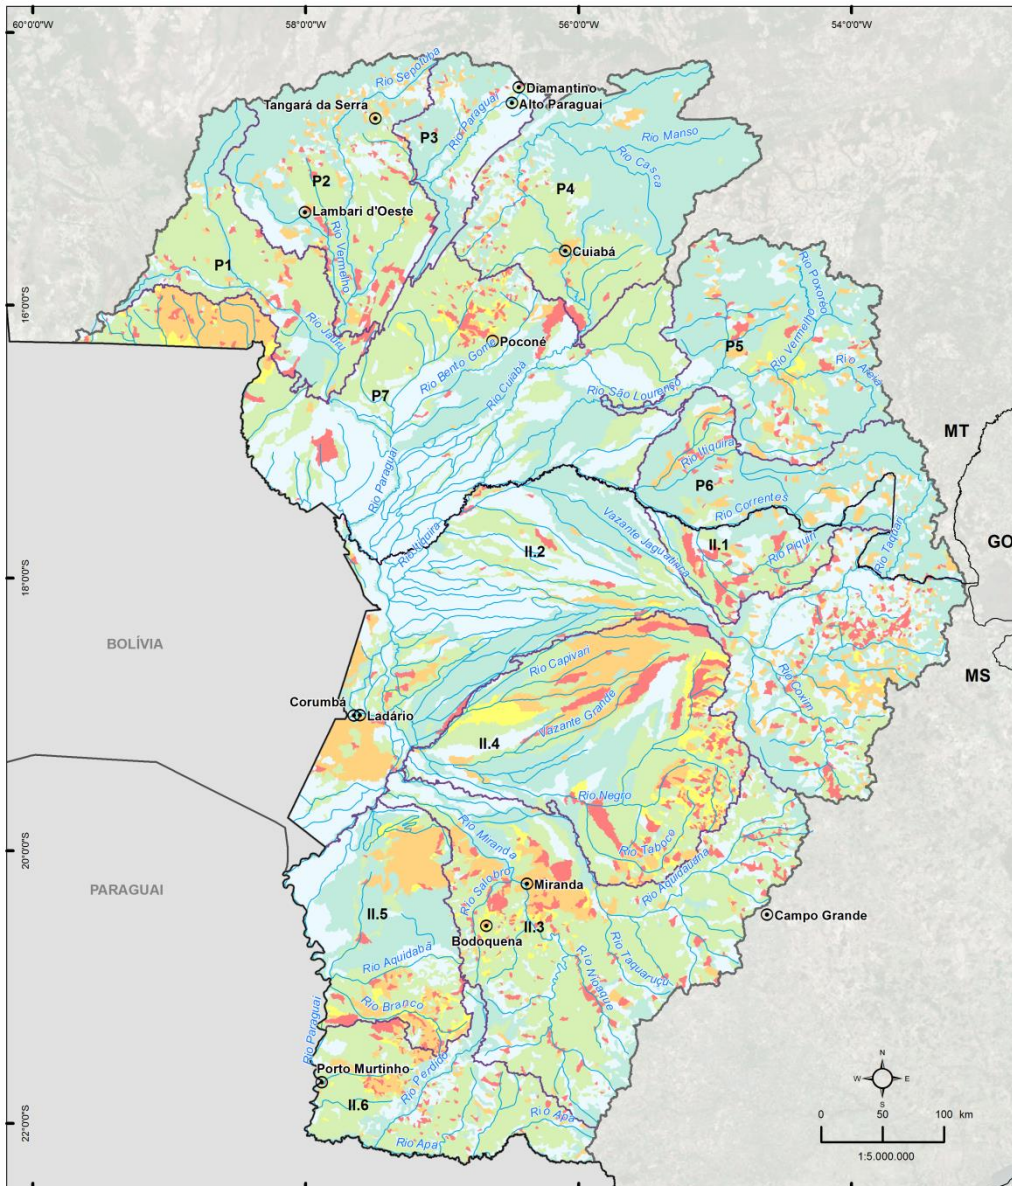 60°0'0"W
58°0'0"W
56°0'0"W
54°0'0"W
Rio Sepotuba
Diamantino
Alto Paraguai
Tangará da Serra
Rio Paraguai
P3
Rio Manso
Rio Casca
P2
P4
Lambari d'Oeste
Rio Vermelho
Cuiabá
P1
16°0'0"S
Rio Jauru
Rio Poxoréo
P5
Rio Vermelho
Poconé
Rio Bento Gomes
Rio Cuiabá
P7
Rio São Lourenço
MT
Rio Itiquira
Rio Paraguai
P6
Rio Correntes
Vazante Jaguatirica
II.1
Rio Piquiri
Rio Taquari
II.2
Rio Itiquira
GO
18°0'0"S
BOLÍVIA
Rio Capivari
MS
Rio Coxim
Corumbá
Ladário
Vazante Grande
II.4
Rio Negro
Rio Taboco
Rio Miranda
20°0'0"S
Rio Aquidauana
Rio Salobro
Miranda
PARAGUAI
Campo Grande
II.5
II.3
Bodoquena
Rio Aquidabã
Rio Nioaque
Rio Taquaruçu
Rio Branco
Rio Paraguai
Porto Murtinho
Rio Perdido
II.6
Rio Apa
Rio Apa
22°0'0"S
N
W
E
S
0 50 100 km
1:5.000.000